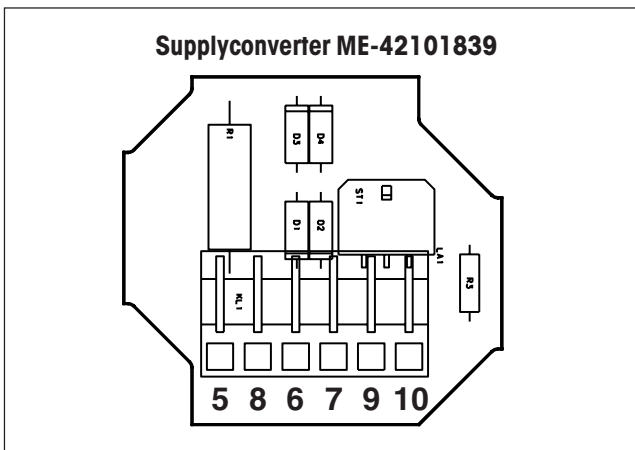 Supplyconverter ME-42101839
R1
D3
D4
ST1
D1
D2
LA1
R3
KL1
5 8 6 7 9 10